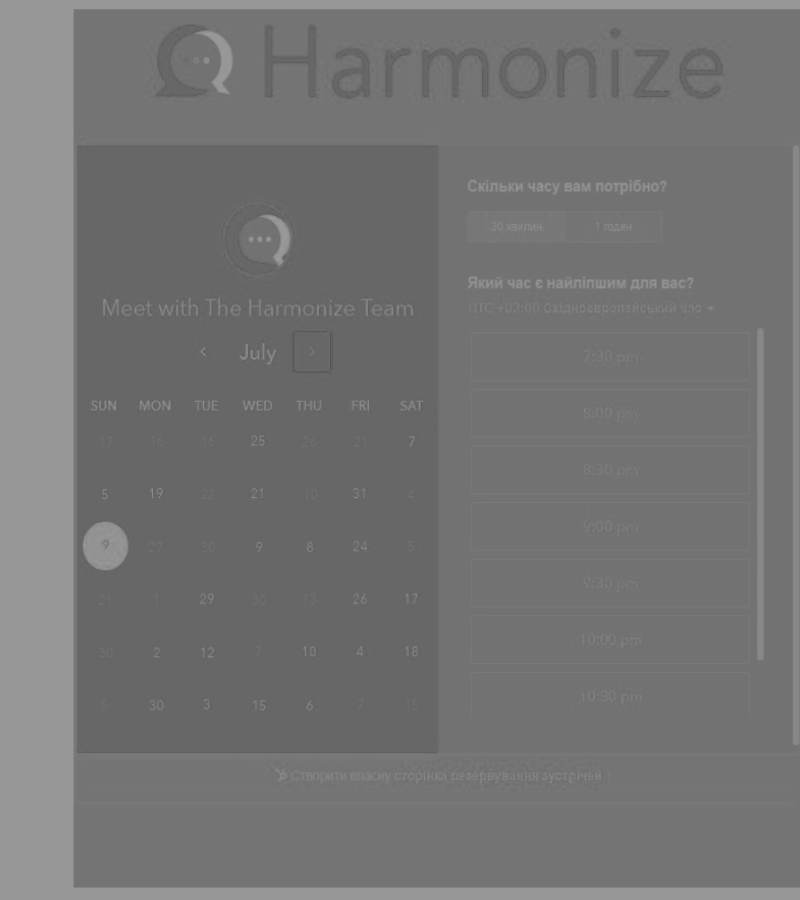 Harmonize
Meet with The Harmonize Team
July
SUN MON TUE WED THU FRI SAT
17 16 16 25 26 21 7
5 19 22 21 10 31 4
9 27 30 9 8 24 5
21 1 29 30 13 26 17
30 2 12 7 10 4 18
5 30 3 15 6 7 15
Скільки часу вам потрібно?
30 хвилин 1 годин
Який час є найліпшим для вас?
UTC +03:00 Східноєвропейський час
7:30 pm
8:00 pm
8:30 pm
9:00 pm
9:30 pm
10:00 pm
10:30 pm
Створити власну сторінка резервування зустрічей